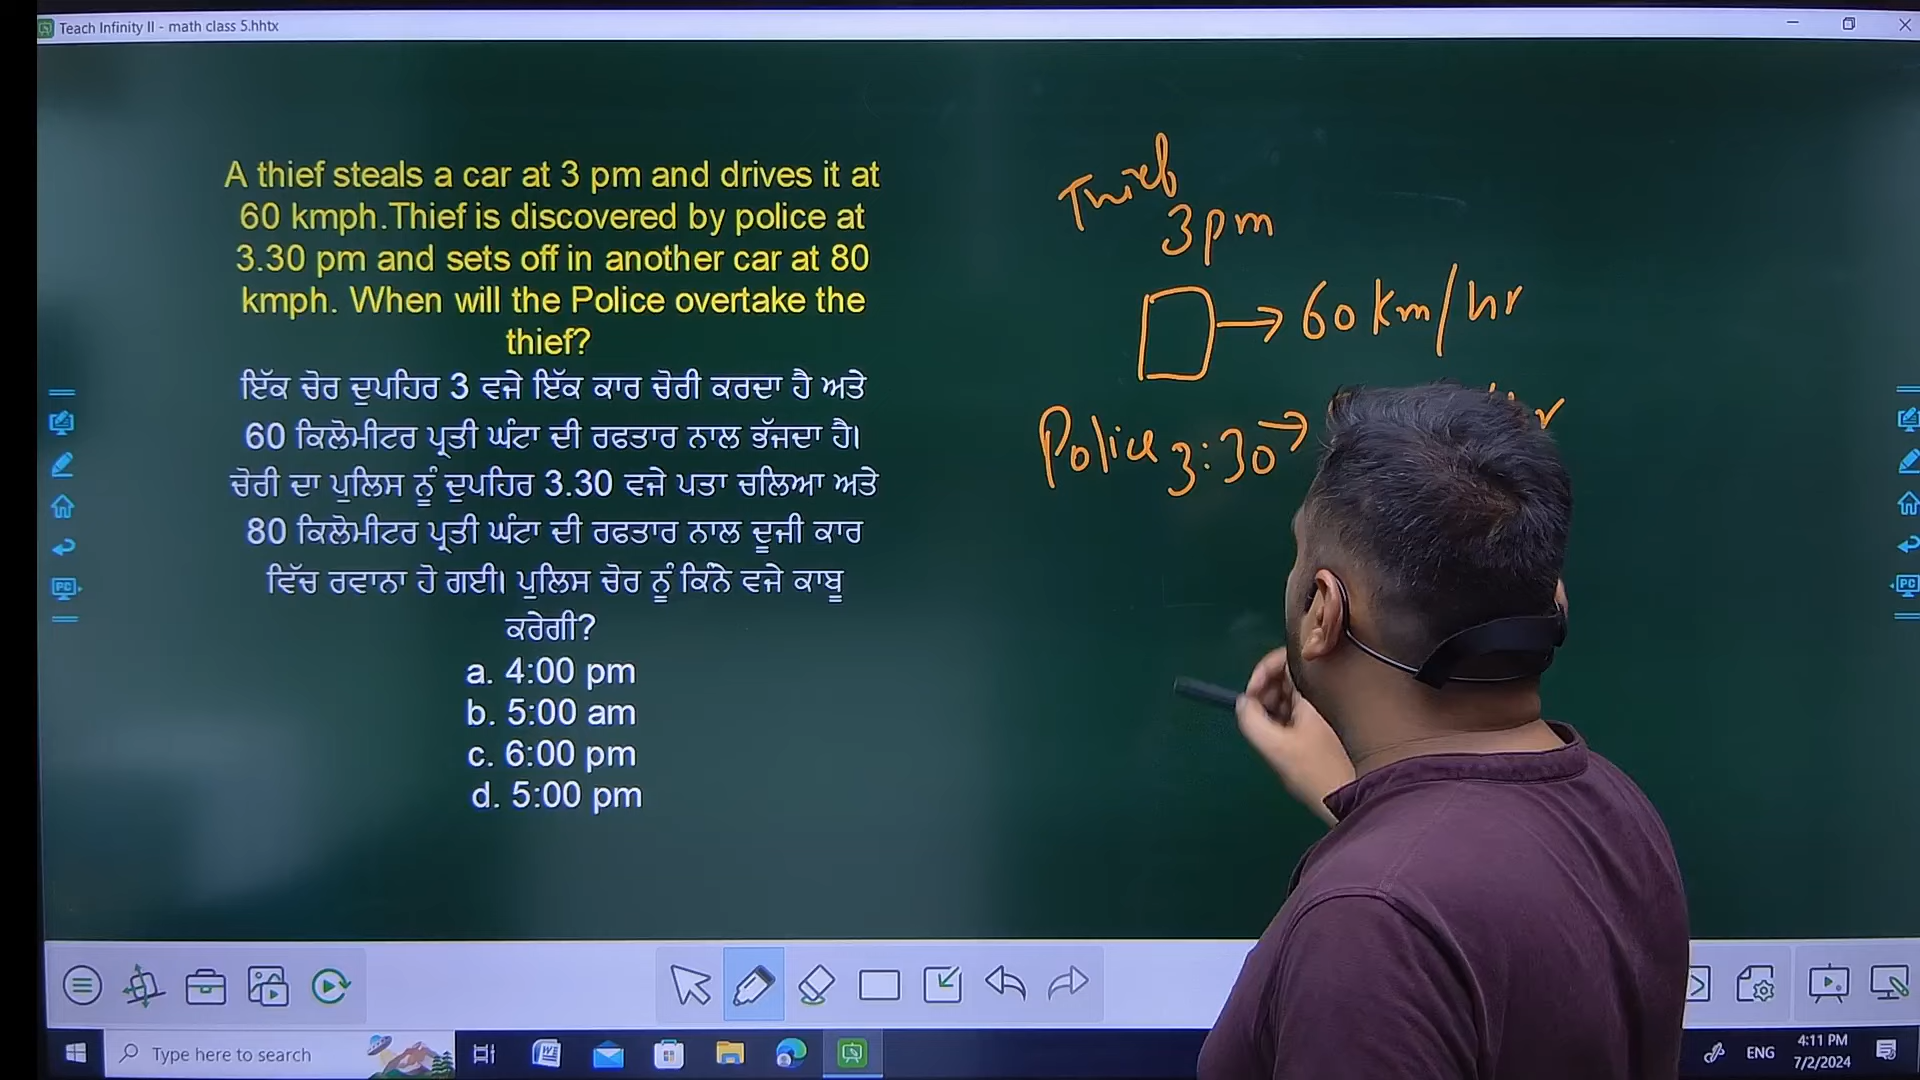 Teach Infinity II - math class 5.hhtx
A thief steals a car at 3 pm and drives it at
60 kmph.Thief is discovered by police at
3.30 pm and sets off in another car at 80
kmph. When will the Police overtake the
thief?
ਇੱਕ ਚੋਰ ਦੁਪਹਿਰ 3 ਵਜੇ ਇੱਕ ਕਾਰ ਚੋਰੀ ਕਰਦਾ ਹੈ ਅਤੇ
60 ਕਿਲੋਮੀਟਰ ਪ੍ਰਤੀ ਘੰਟਾ ਦੀ ਰਫਤਾਰ ਨਾਲ ਭੱਜਦਾ ਹੈ।
ਚੋਰੀ ਦਾ ਪੁਲਿਸ ਨੂੰ ਦੁਪਹਿਰ 3.30 ਵਜੇ ਪਤਾ ਚਲਿਆ ਅਤੇ
80 ਕਿਲੋਮੀਟਰ ਪ੍ਰਤੀ ਘੰਟਾ ਦੀ ਰਫਤਾਰ ਨਾਲ ਦੂਜੀ ਕਾਰ
ਵਿੱਚ ਰਵਾਨਾ ਹੋ ਗਈ। ਪੁਲਿਸ ਚੋਰ ਨੂੰ ਕਿੰਨੇ ਵਜੇ ਕਾਬੂ
ਕਰੇਗੀ?
a. 4:00 pm
b. 5:00 am
c. 6:00 pm
d. 5:00 pm
Thief
3 pm
→ 60 km/hr
Police 3:30 →
PC
PC
Type here to search
ENG
4:11 PM
7/2/2024